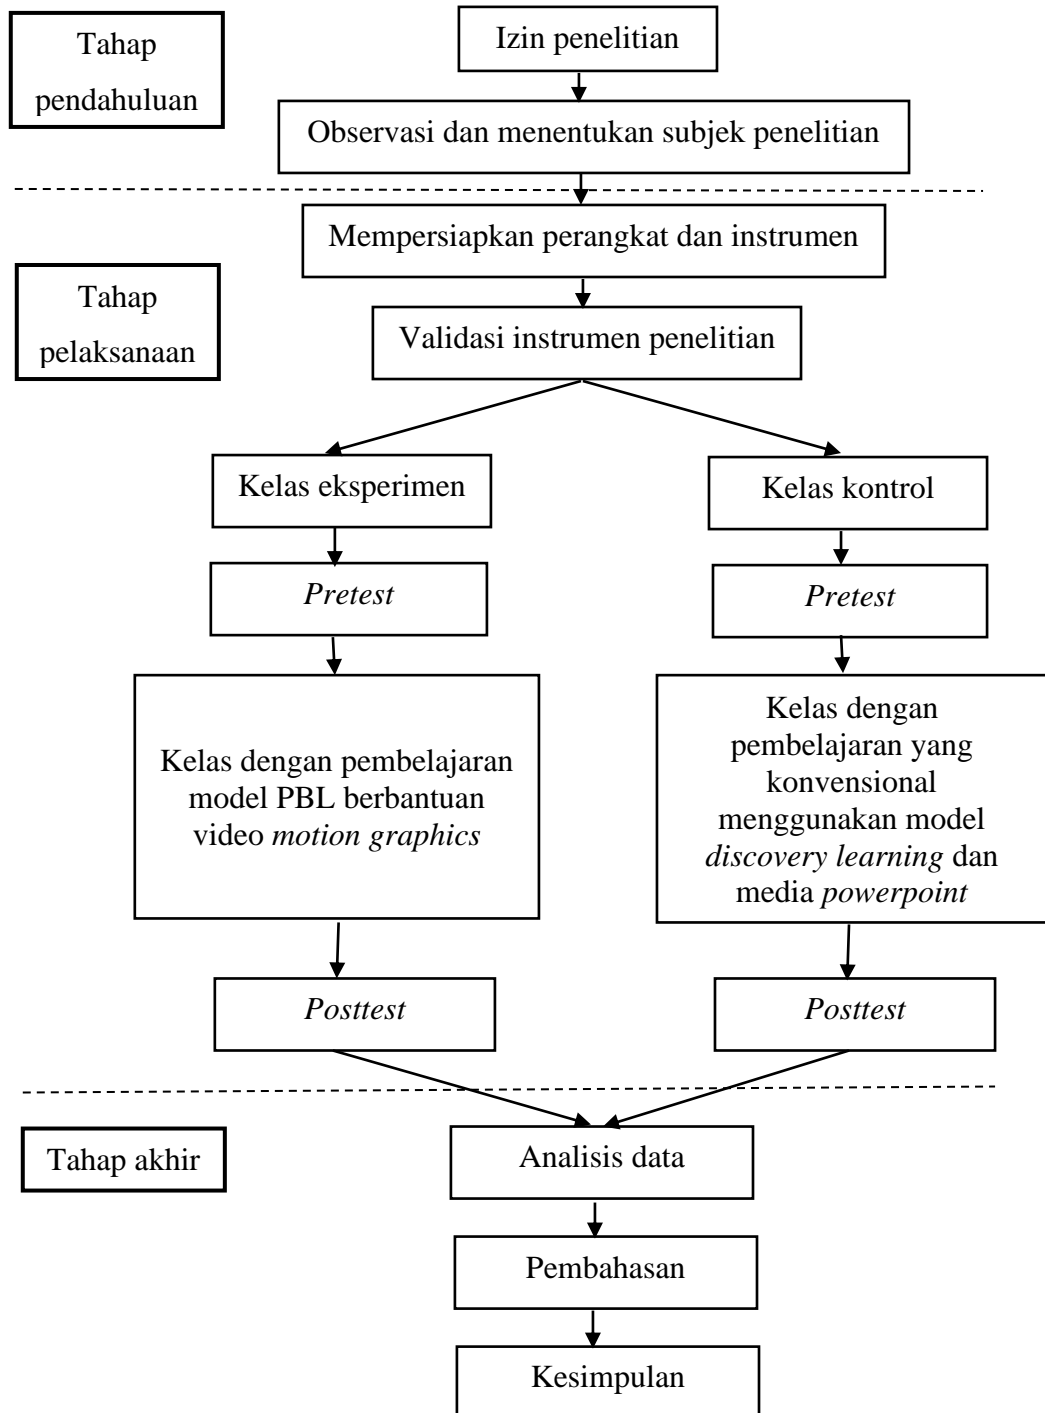 Tahap
pendahuluan
Izin penelitian
Observasi dan menentukan subjek penelitian
Mempersiapkan perangkat dan instrumen
Tahap
pelaksanaan
Validasi instrumen penelitian
Kelas eksperimen
Kelas kontrol
Pretest
Pretest
Kelas dengan pembelajaran
model PBL berbantuan
video motion graphics
Kelas dengan
pembelajaran yang
konvensional
menggunakan model
discovery learning dan
media powerpoint
Posttest
Posttest
Tahap akhir
Analisis data
Pembahasan
Kesimpulan